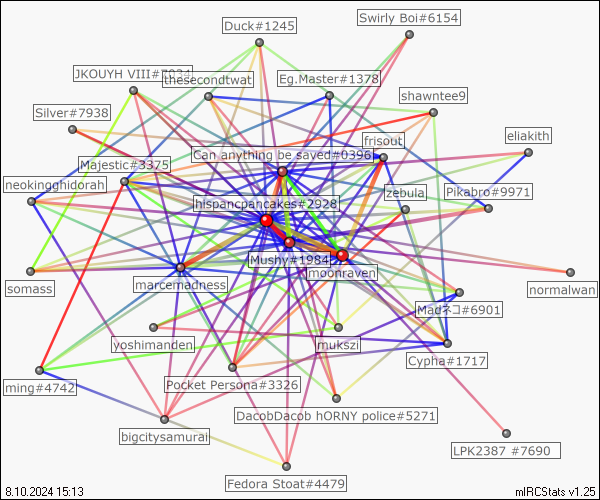 Swirly Boi#6154
Duck#1245
JKOUYH VIII#7034
thesecondtwat
Eg.Master#1378
shawntee9
Silver#7938
frisout
eliakith
Can anything be sayed#0396
Majestic#3375
neokingghidorah
zebula
Pikabro#9971
hispancpancakes#2928
Mushy#1984
moonraven
marcemadness
somass
normalwan
Madネコ#6901
yoshimanden
mukszi
Cypha#1717
ming#4742
Pocket Persona#3326
DacobDacob hORNY police#5271
bigcitysamurai
LPK2387 #7690
Fedora Stoat#4479
8.10.2024 15:13
mIRCStats v1.25